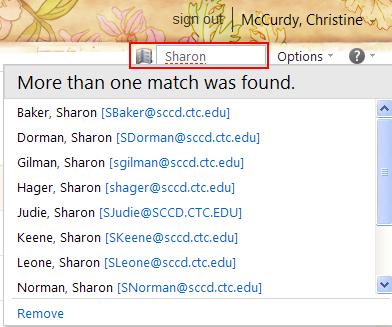 sign out McCurdy, Christine
Sharon Options ?
More than one match was found.
Baker, Sharon [SBaker@sccd.ctc.edu]
Dorman, Sharon [SDorman@sccd.ctc.edu]
Gilman, Sharon [sgilman@sccd.ctc.edu]
Hager, Sharon [shager@sccd.ctc.edu]
Judie, Sharon [SJudie@SCCD.CTC.EDU]
Keene, Sharon [SKeene@sccd.ctc.edu]
Leone, Sharon [SLeone@sccd.ctc.edu]
Norman, Sharon [SNorman@sccd.ctc.edu]
Remove